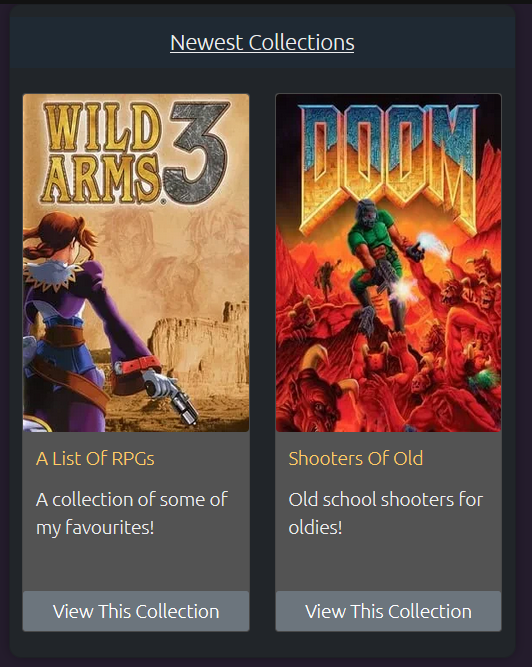 Newest Collections
WILD
ARMS 3
DOOM
A List Of RPGs
A collection of some of
my favourites!
View This Collection
Shooters Of Old
Old school shooters for
oldies!
View This Collection